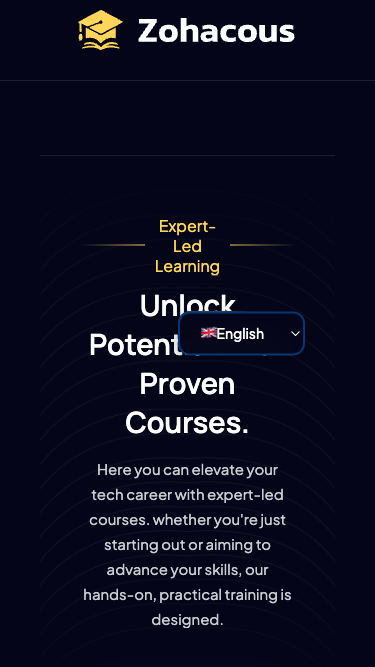 Zohacous
Expert-
Led
Learning
Unlock
English
Proven
Courses.
Here you can elevate your
tech career with expert-led
courses. whether you're just
starting out or aiming to
advance your skills, our
hands-on, practical training is
designed.